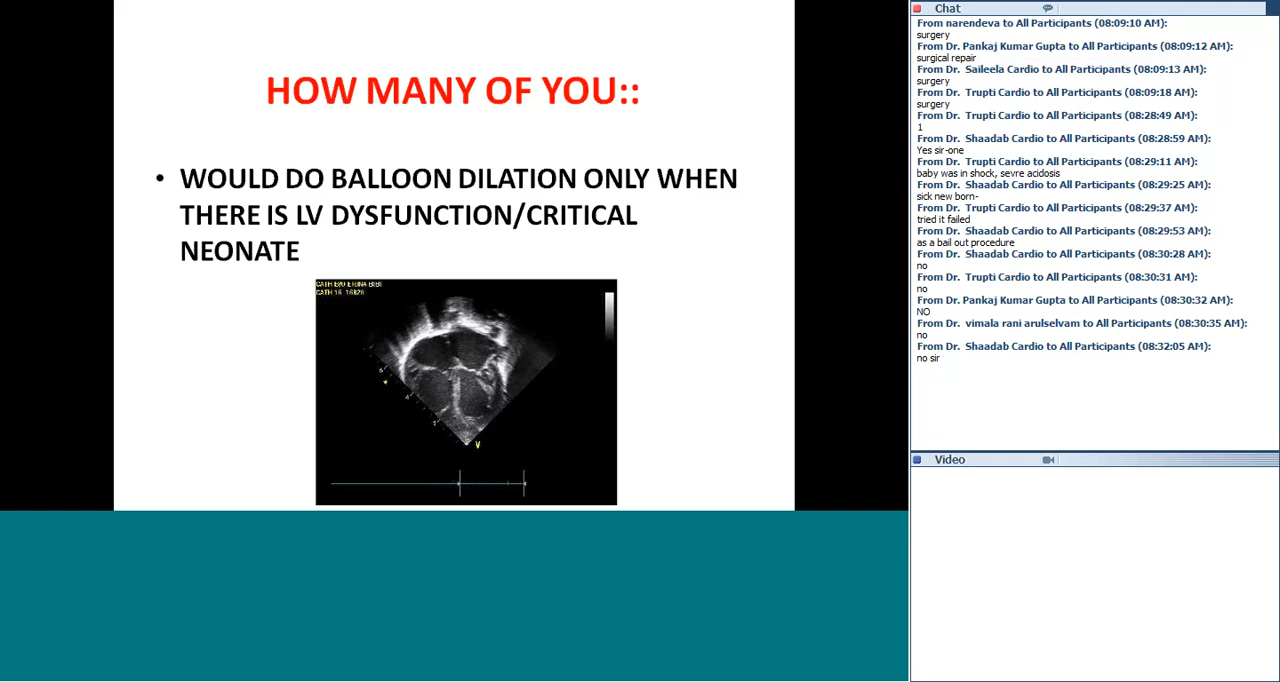 HOW MANY OF YOU::
• WOULD DO BALLOON DILATION ONLY WHEN
THERE IS LV DYSFUNCTION/CRITICAL
NEONATE
CATH
CATH 16
V
Chat
From narendeva to All Participants (08:09:10 AM):
surgery
From Dr. Pankaj Kumar Gupta to All Participants (08:09:12 AM):
surgical repair
From Dr. Saileela Cardio to All Participants (08:09:13 AM):
surgery
From Dr. Trupti Cardio to All Participants (08:09:18 AM):
surgery
From Dr. Trupti Cardio to All Participants (08:28:49 AM):
1
From Dr. Shaadab Cardio to All Participants (08:28:59 AM):
Yes sir-one
From Dr. Trupti Cardio to All Participants (08:29:11 AM):
baby was in shock, sevre acidosis
From Dr. Shaadab Cardio to All Participants (08:29:25 AM):
sick new born-
From Dr. Trupti Cardio to All Participants (08:29:37 AM):
tried it failed
From Dr. Shaadab Cardio to All Participants (08:29:53 AM):
as a bail out procedure
From Dr. Shaadab Cardio to All Participants (08:30:28 AM):
no
From Dr. Trupti Cardio to All Participants (08:30:31 AM):
no
From Dr. Pankaj Kumar Gupta to All Participants (08:30:32 AM):
NO
From Dr. vimala rani arulselvam to All Participants (08:30:35 AM):
no
From Dr. Shaadab Cardio to All Participants (08:32:05 AM):
no sir
Video